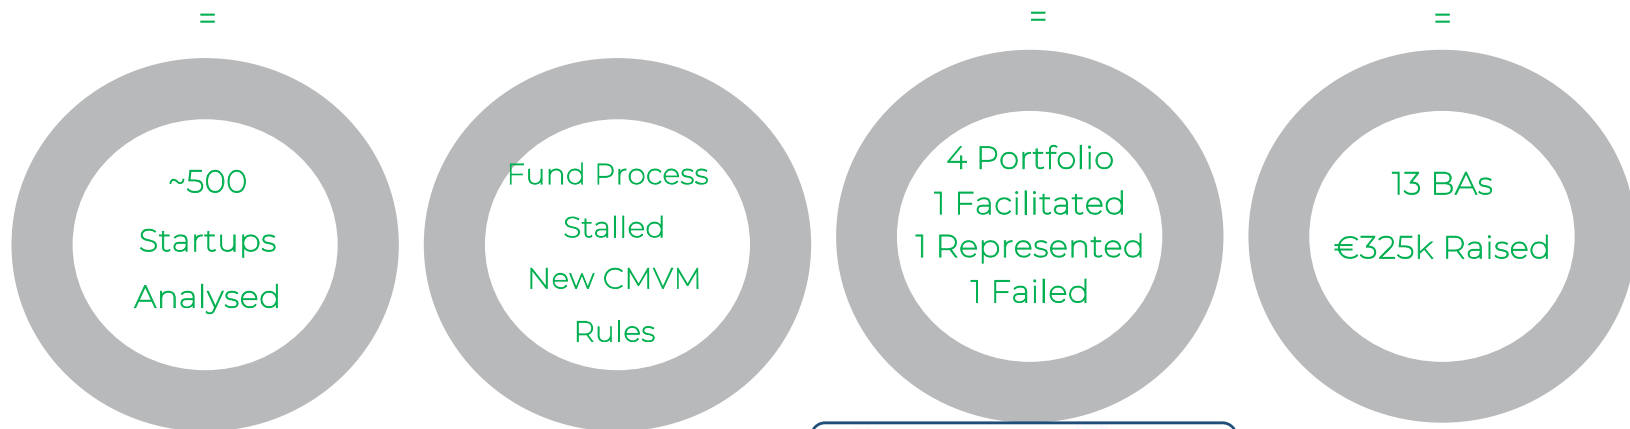 =
=
=
~500
Startups
Analysed
Fund Process
Stalled
New CMVM
Rules
4 Portfolio
1 Facilitated
1 Represented
1 Failed
13 BAs
€325k Raised